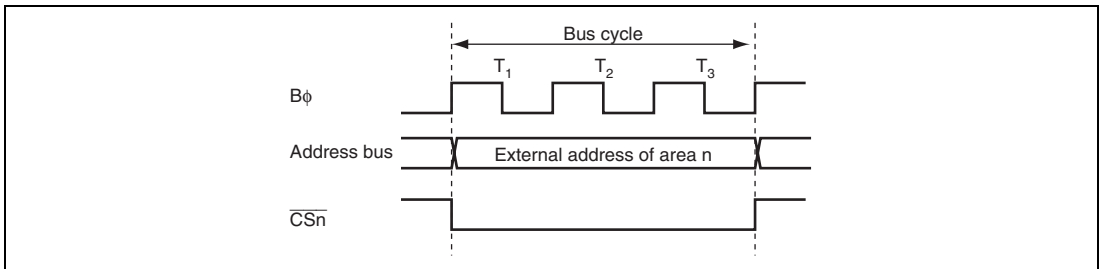 Bus cycle
T1 T2 T3
Bφ
Address bus
External address of area n
CSn